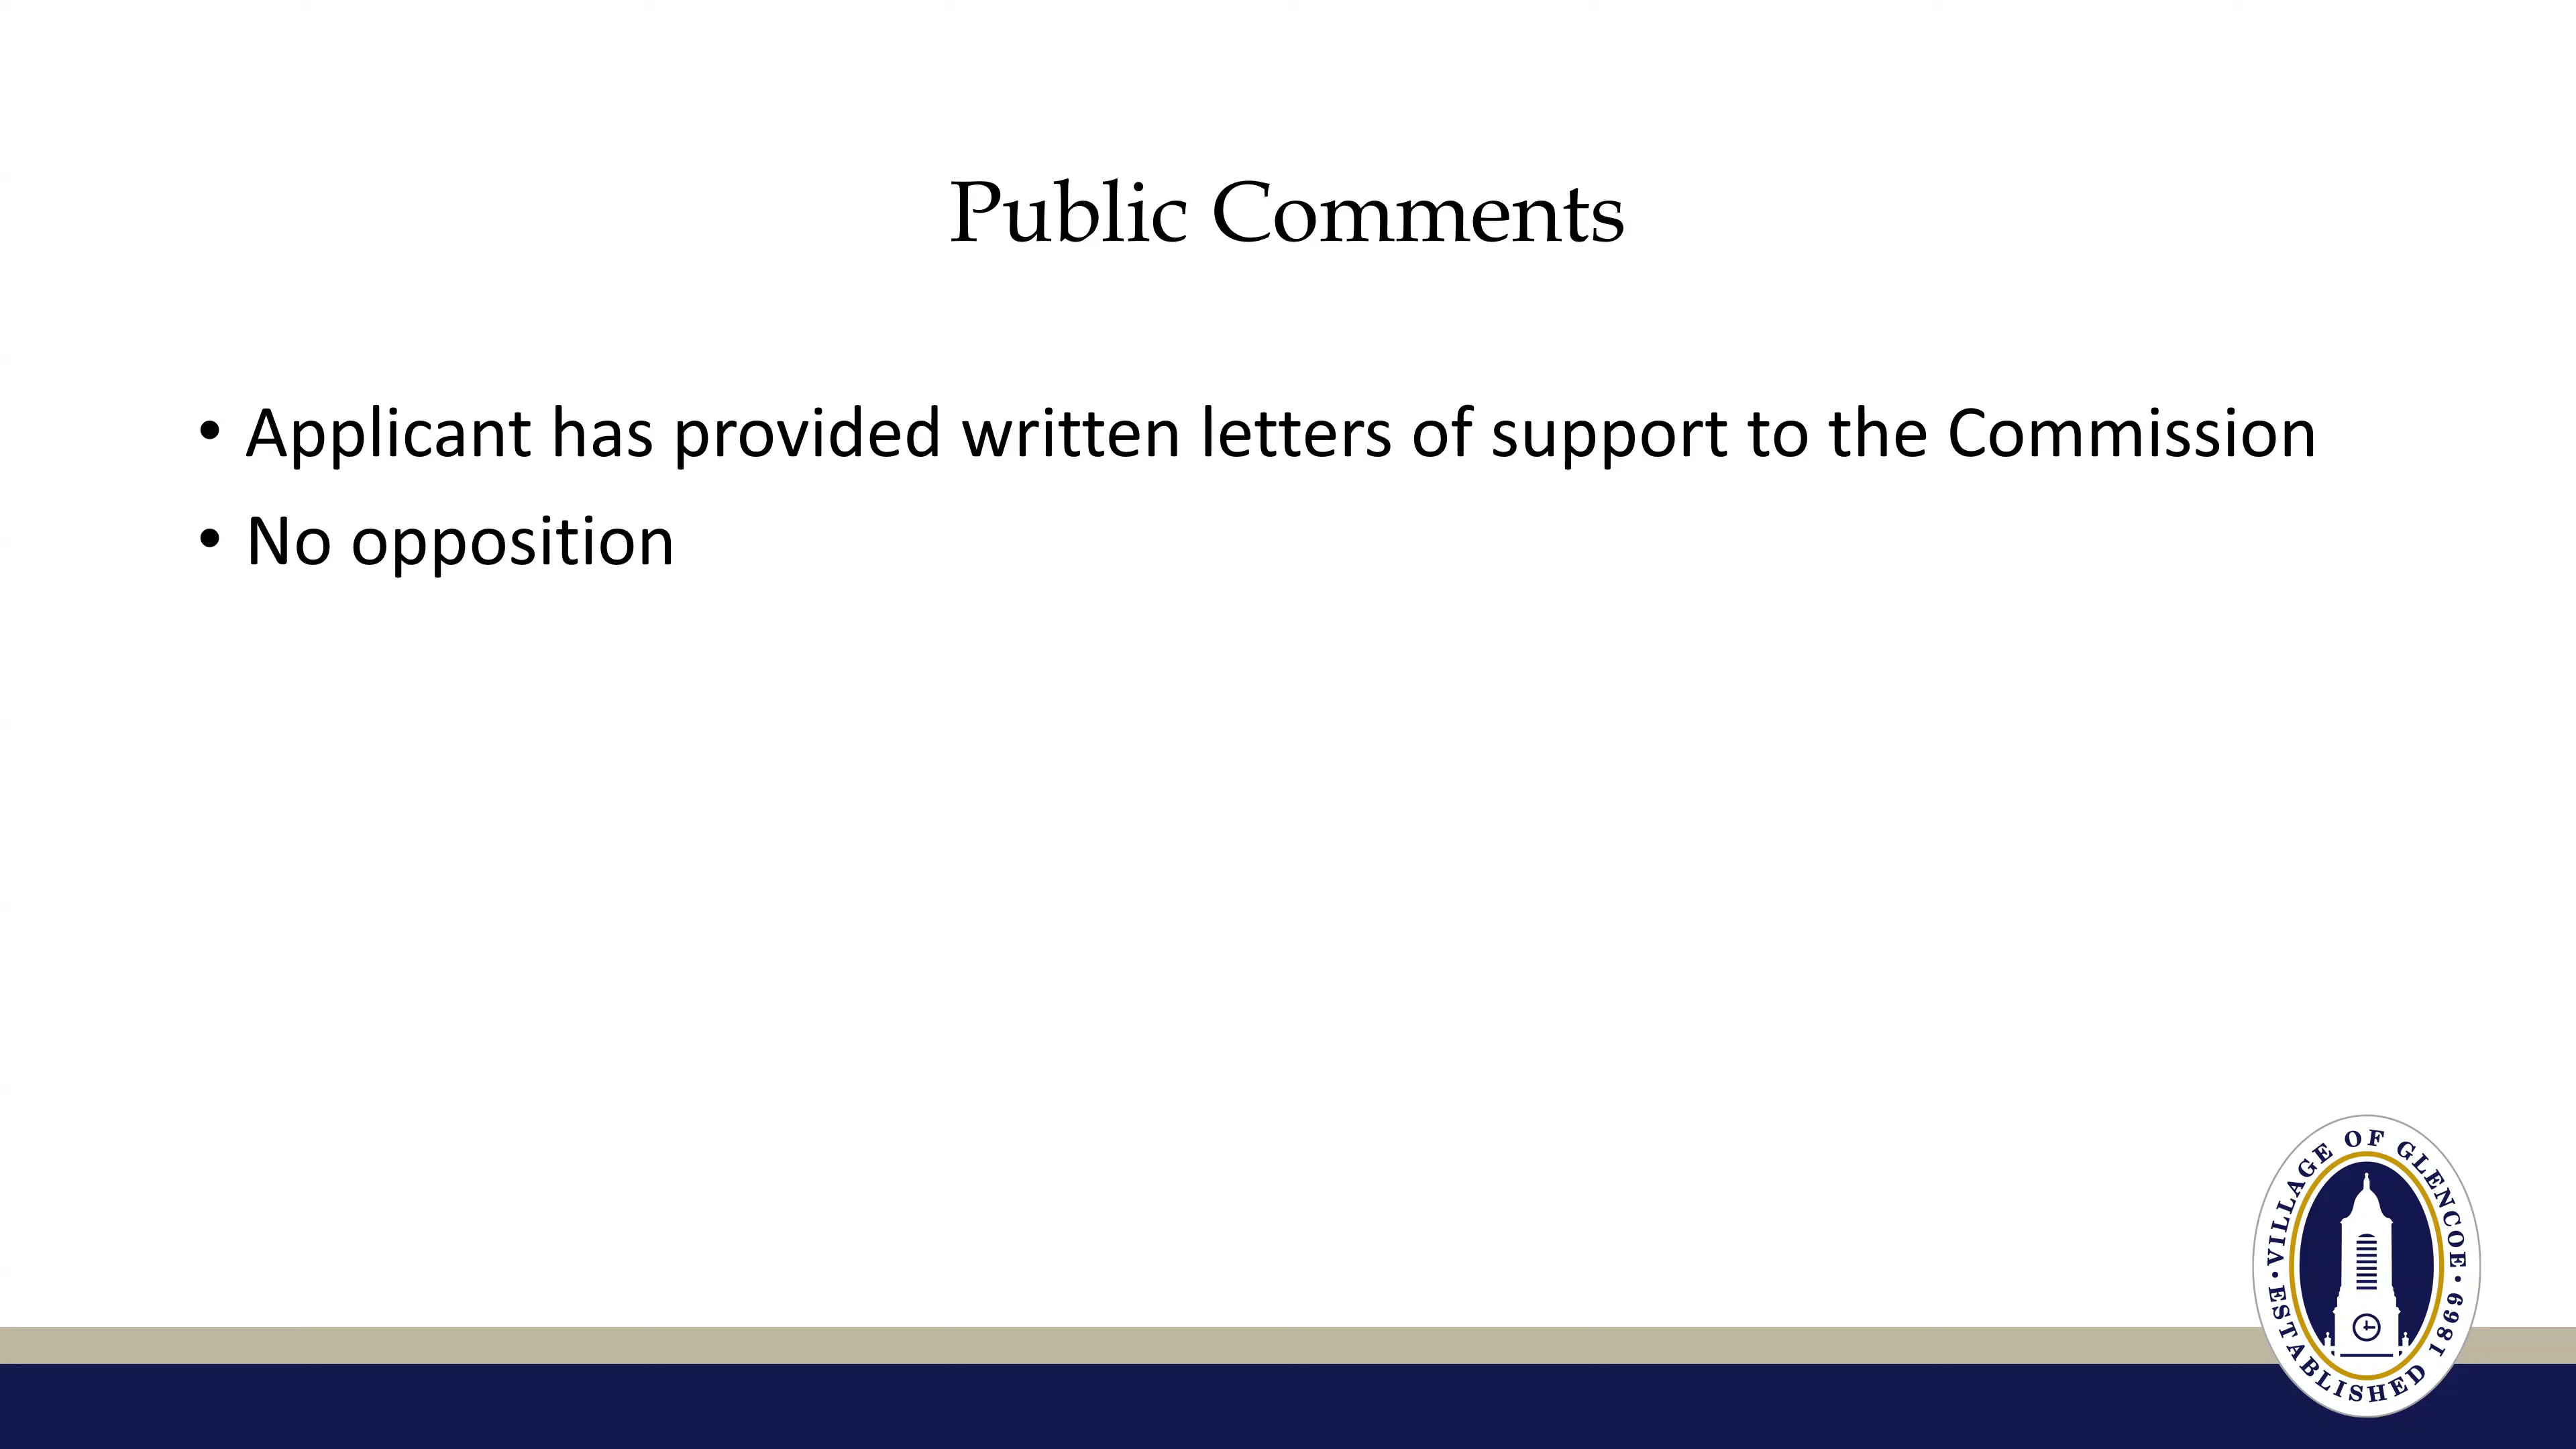 Public Comments
• Applicant has provided written letters of support to the Commission
• No opposition
VILLAGE OF GLENCOE • ESTABLISHED 1869 •